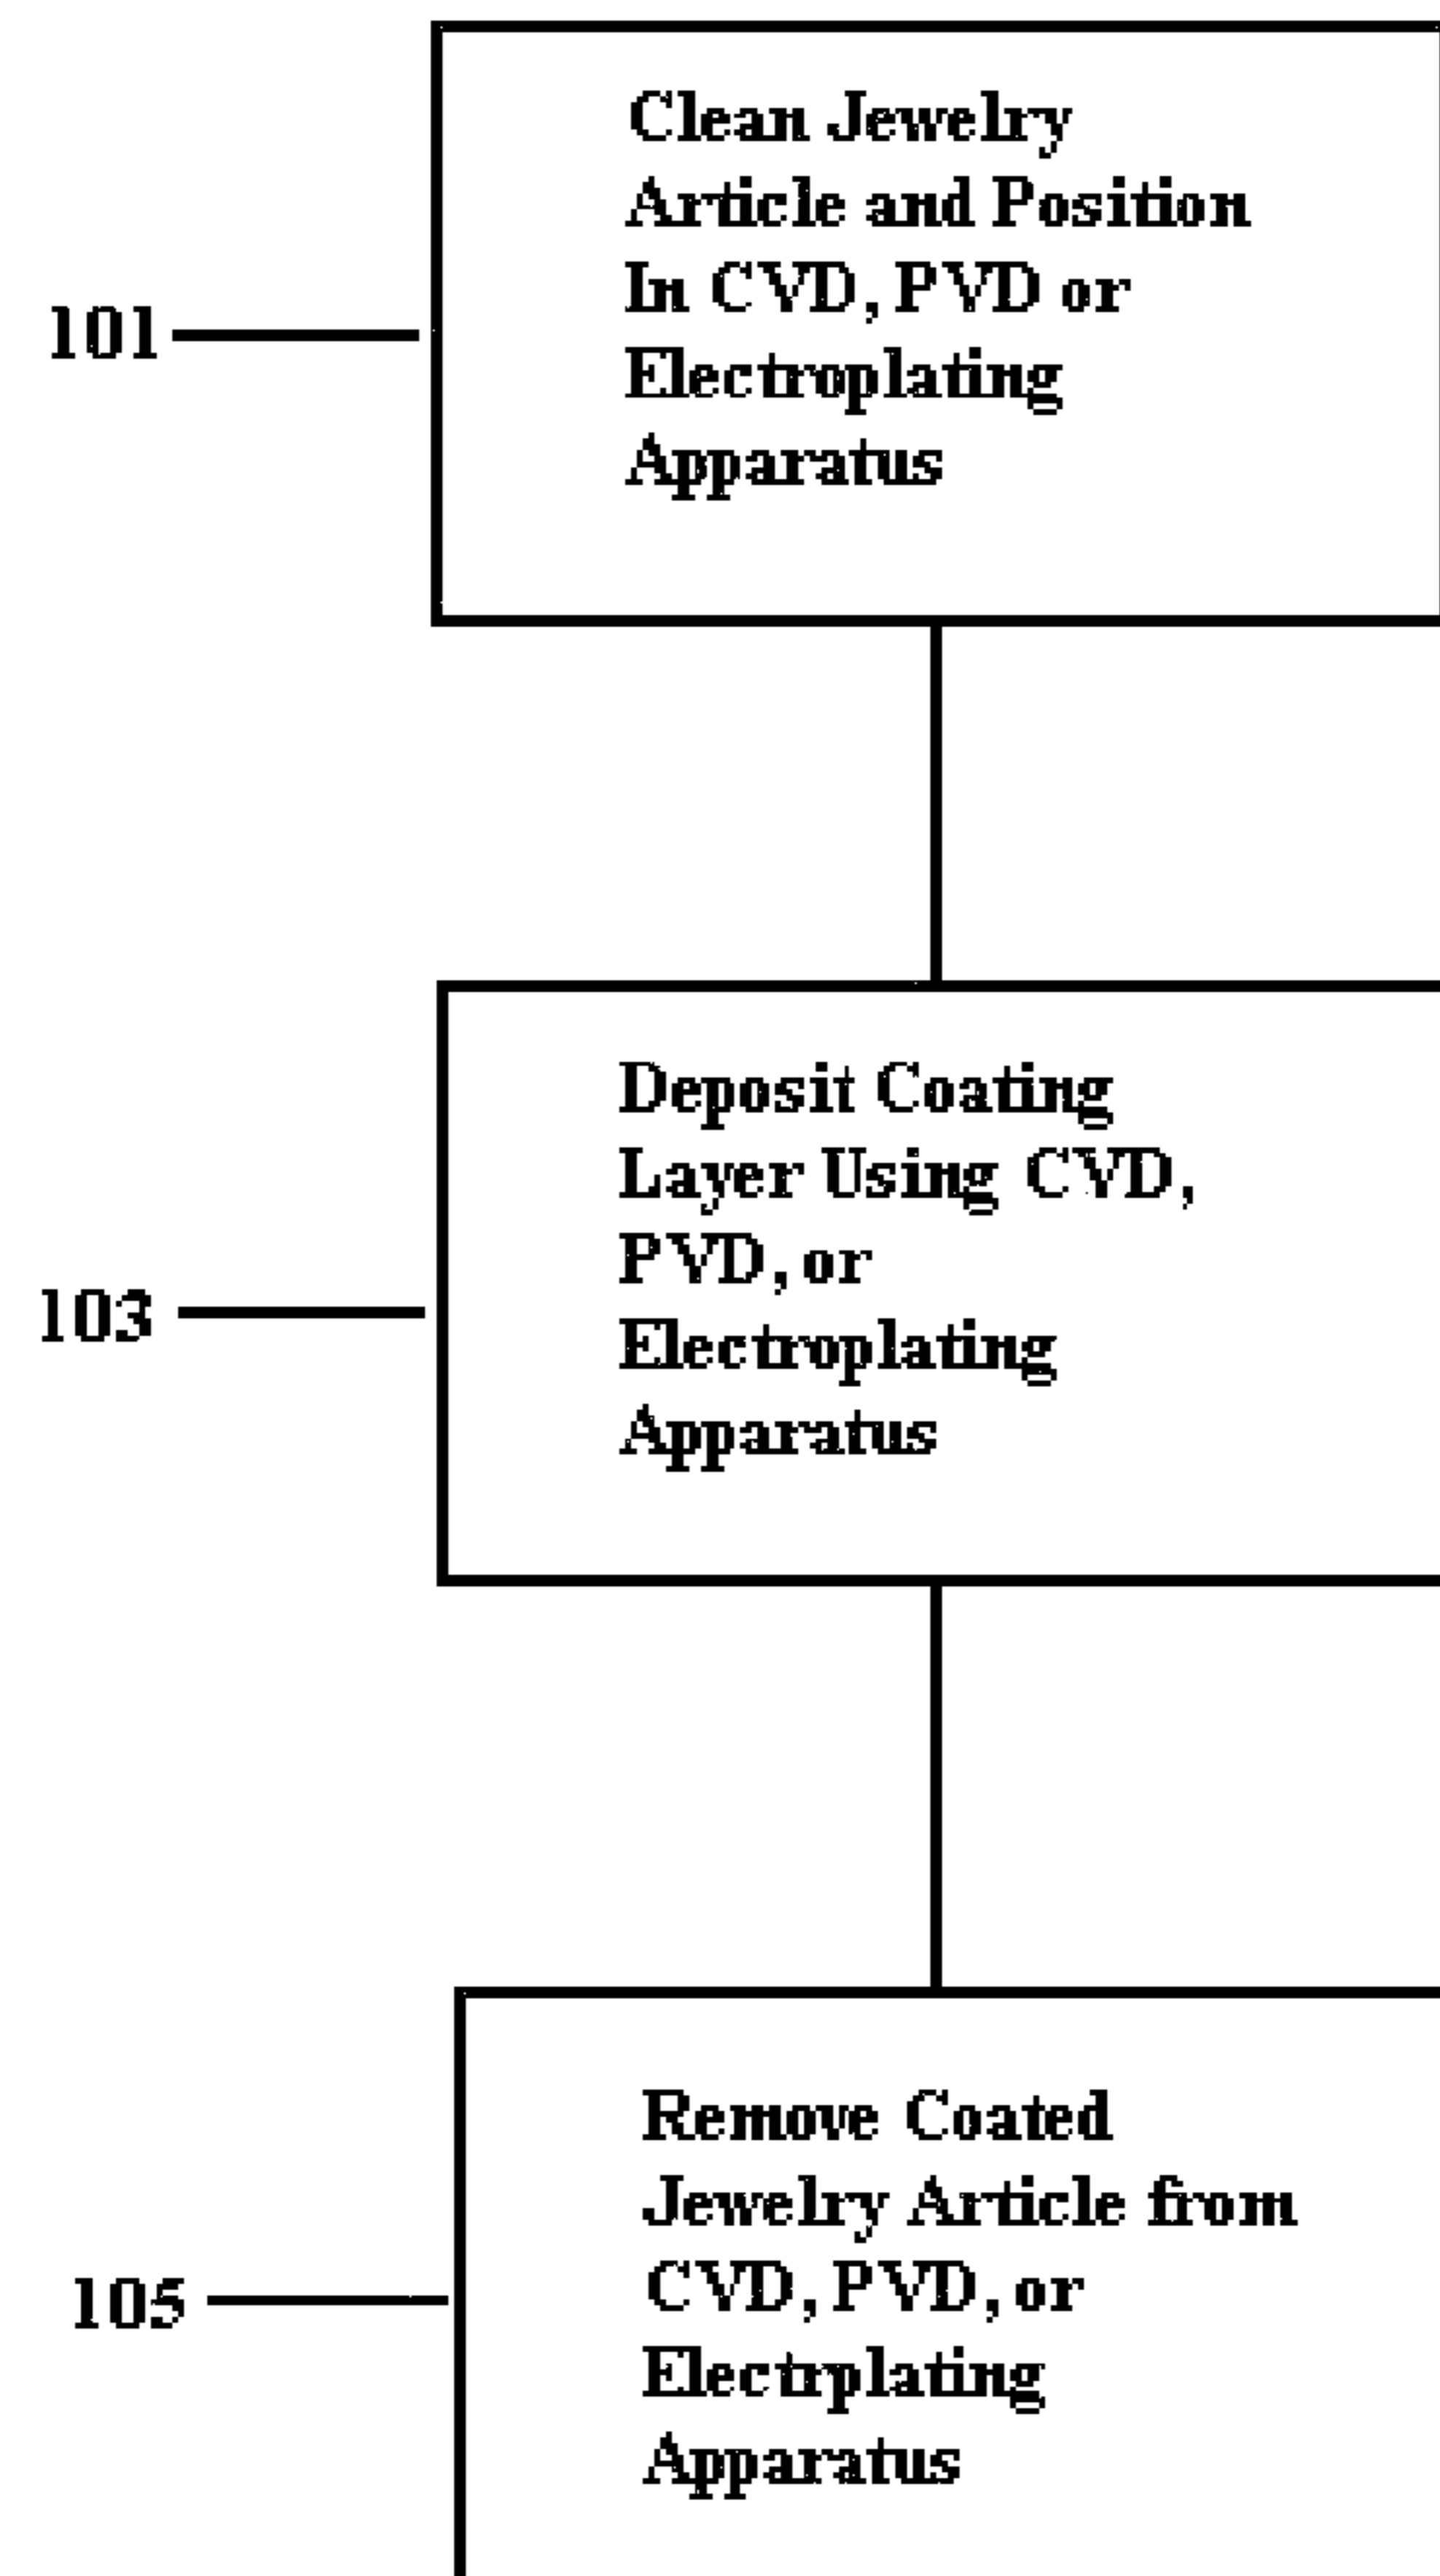 Clean Jewelry
Article and Position
In CVD, PVD or
101
Electroplating
Apparatus
Deposit Coating
Layer Using CVD,
PVD, or
103
Electroplating
Apparatus
Remove Coated
Jewelry Article from
CVD, PVD, or
105
Electrplating
Apparatus